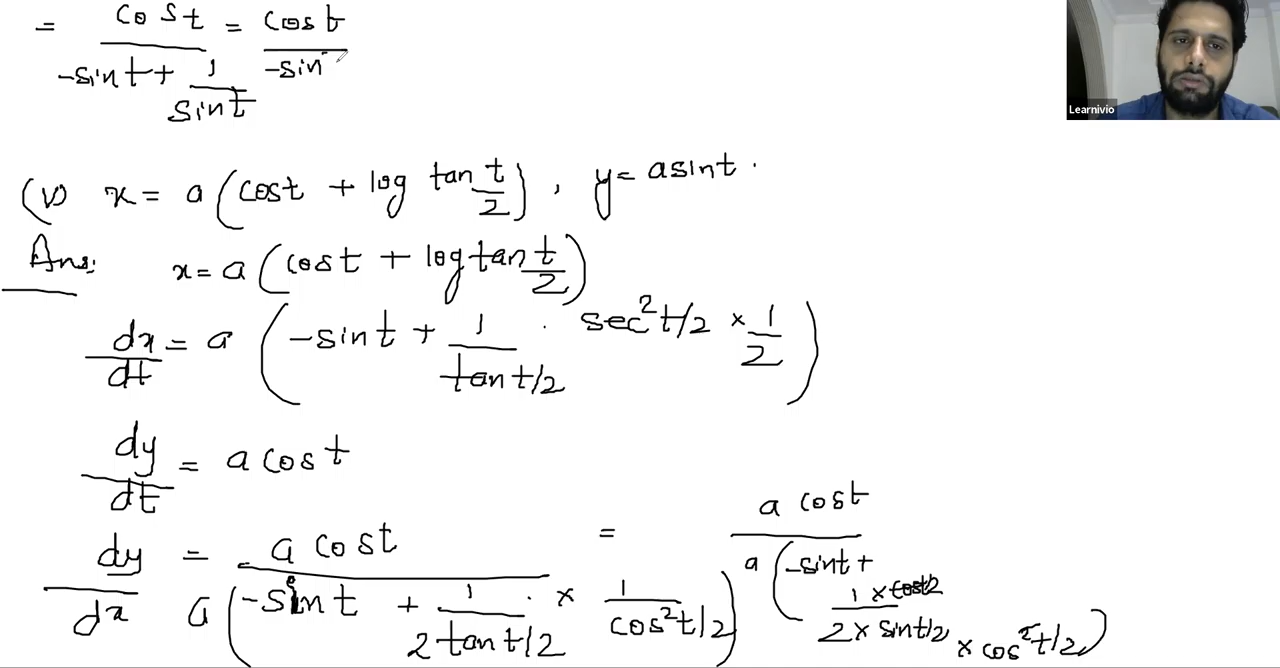 = cos t / (-sin t + 1/sin t) = cos t / -sin
Learnivio
(v) x = a(cos t + log tan t/2), y = a sin t.
Ans: x = a(cos t + log tan t/2)
dx/dt = a(-sin t + 1/(tan t/2) . sec² t/2 × 1/2)
dy/dt = a cos t
dy/dx = a cos t / a(-sin t + 1/(2 tan t/2) . × 1/(cos² t/2)) = a cos t / a(-sin t + (1 × cos t/2)/(2 × sin t/2 × cos² t/2))